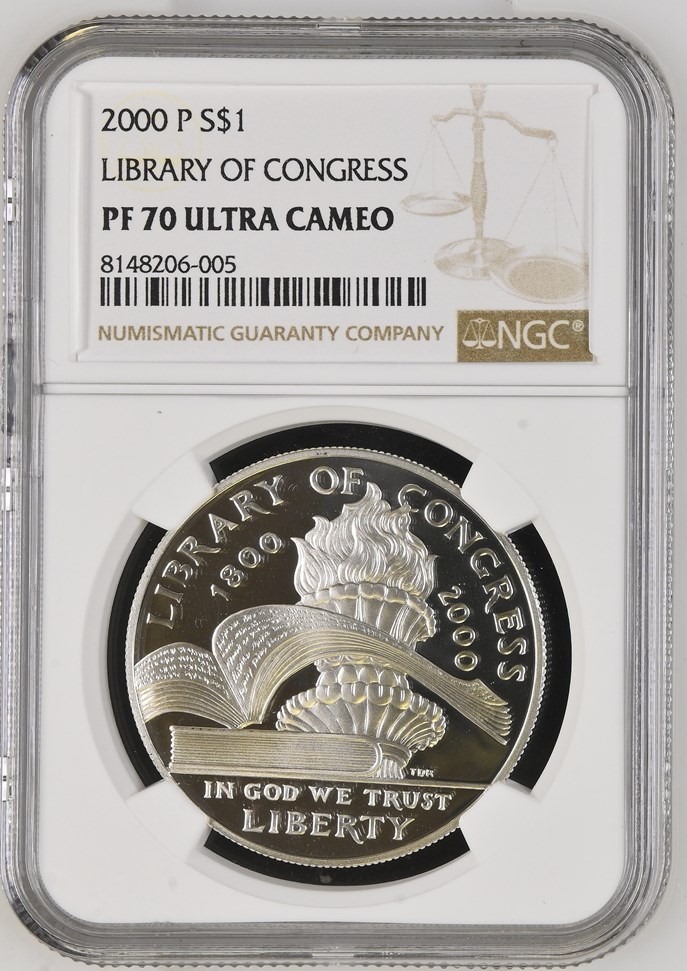 2000 P S$1
LIBRARY OF CONGRESS
PF 70 ULTRA CAMEO
8148206-005
NUMISMATIC GUARANTY COMPANY
NGC®
LIBRARY OF CONGRESS
1800
2000
TDR
IN GOD WE TRUST
LIBERTY